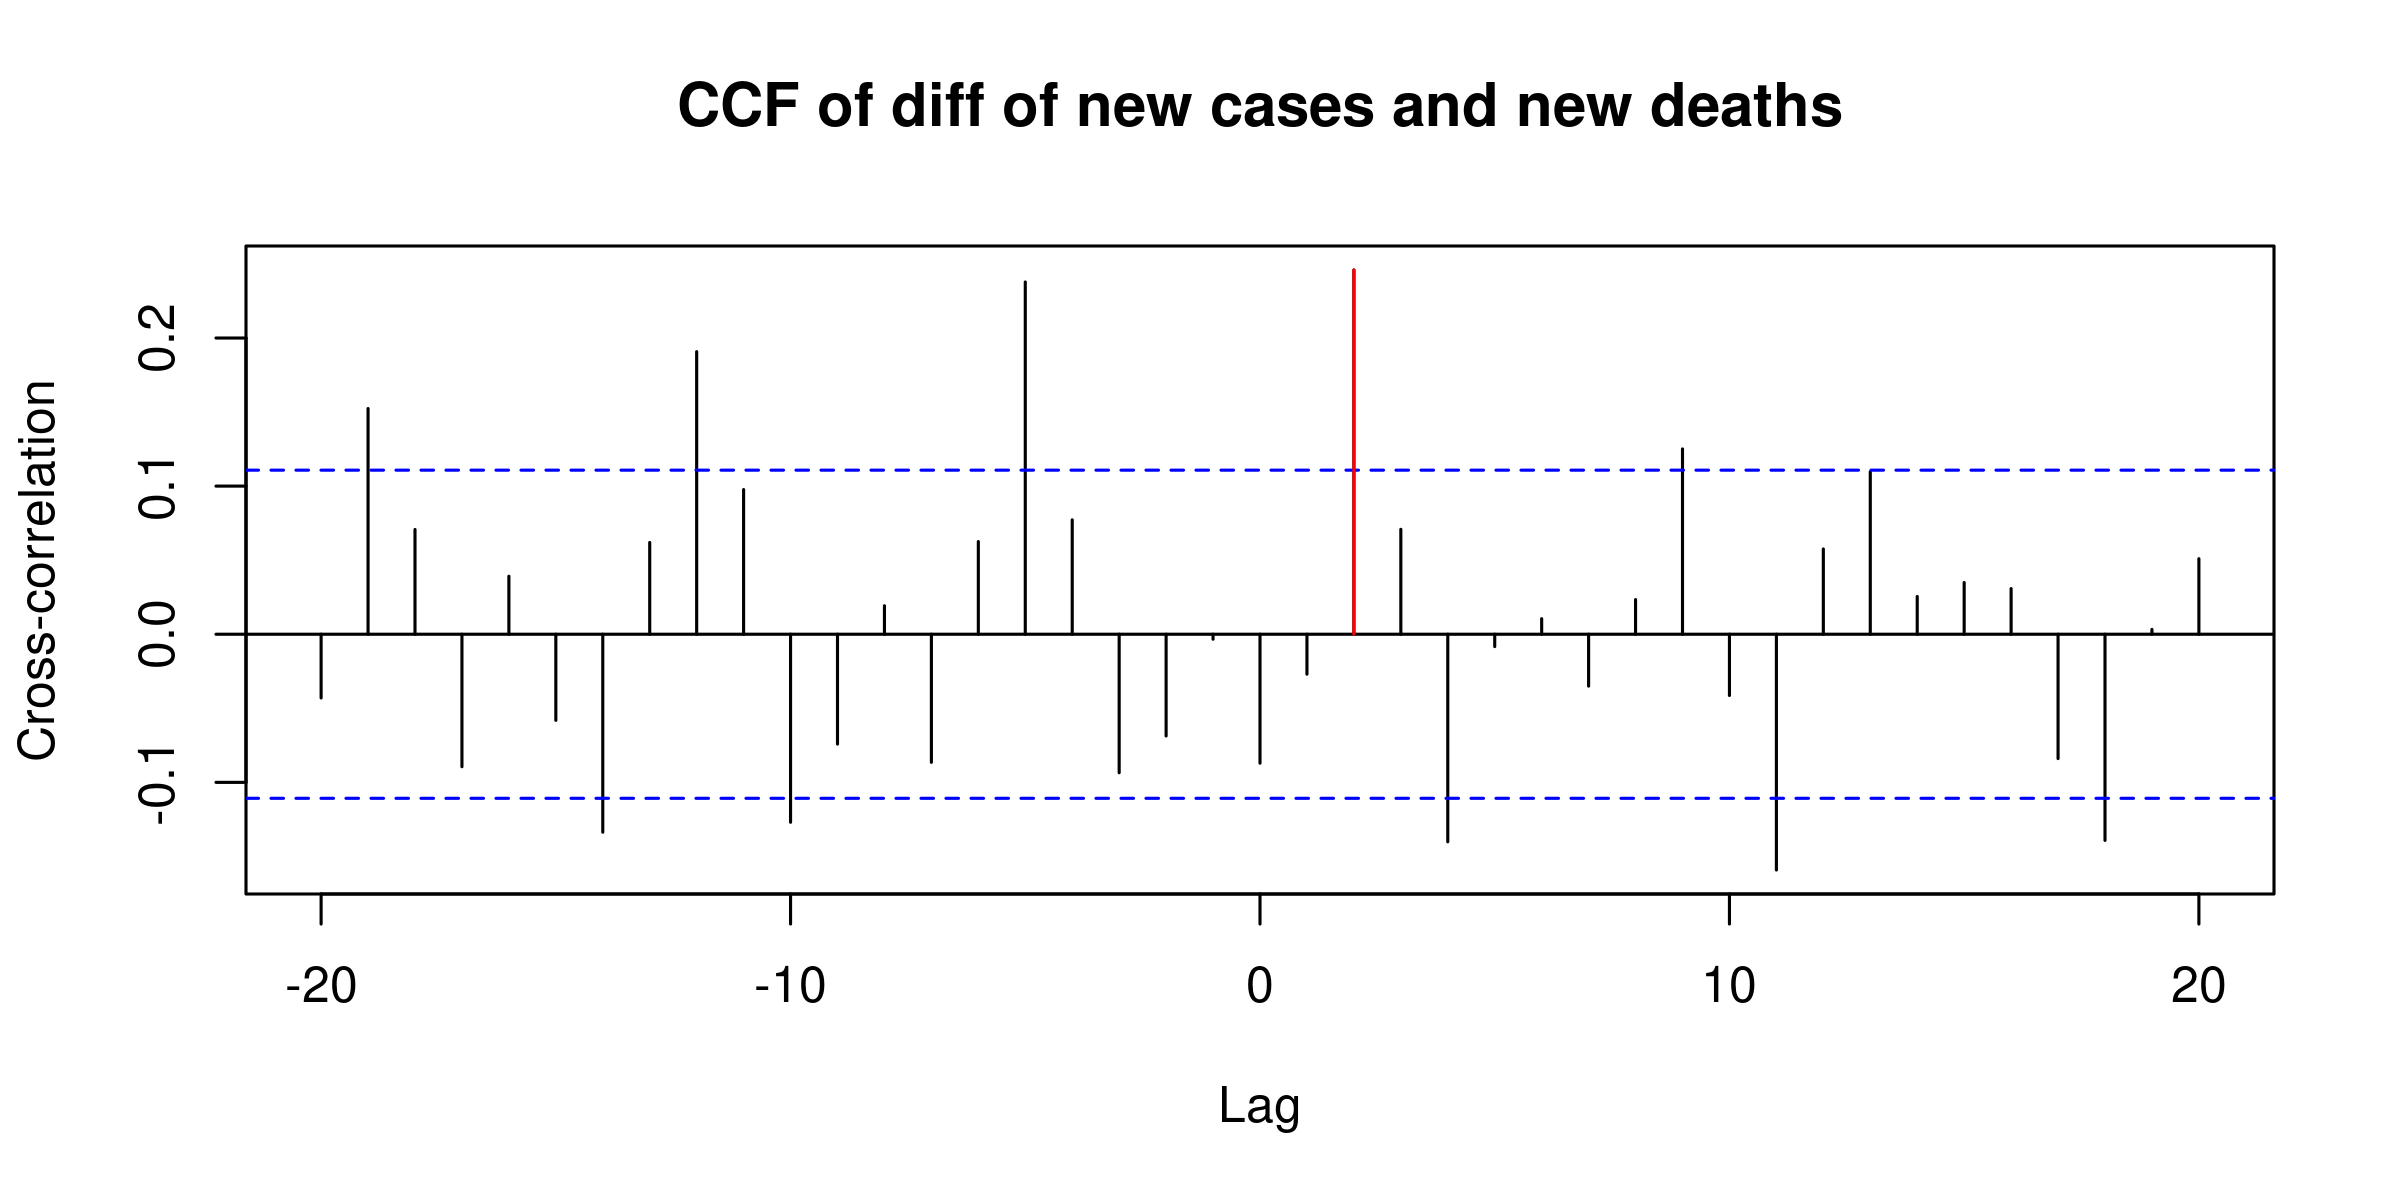 CCF of diff of new cases and new deaths
Cross-correlation
0.2
0.1
0.0
-0.1
-20 -10 0 10 20
Lag